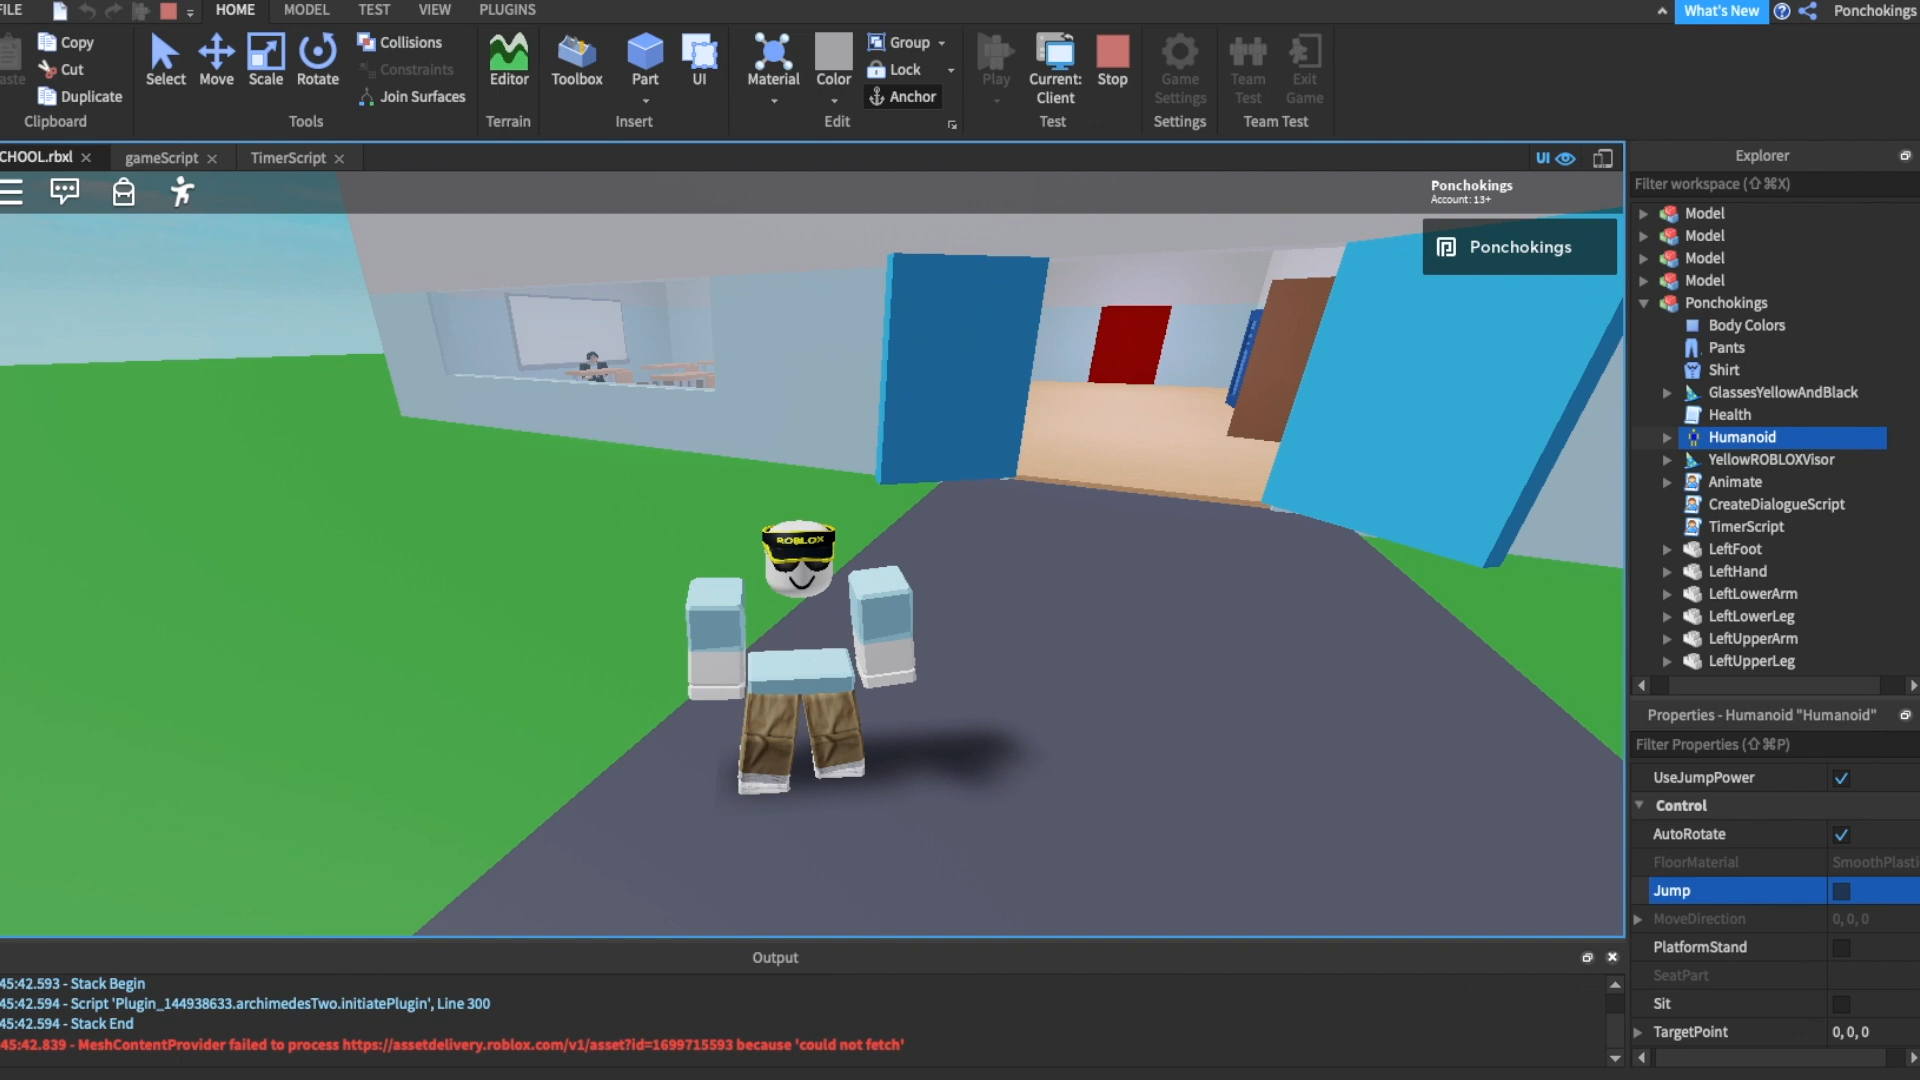 FILE
HOME
MODEL
TEST
VIEW
PLUGINS
What's New
Ponchokings
Copy
Cut
Duplicate
Clipboard
Select
Move
Scale
Rotate
Collisions
Constraints
Join Surfaces
Tools
Editor
Terrain
Toolbox
Part
UI
Insert
Material
Color
Group
Lock
Anchor
Edit
Play
Current:
Client
Stop
Test
Game
Settings
Settings
Team
Test
Exit
Game
Team Test
CHOOL.rbxl
gameScript
TimerScript
UI
Ponchokings
Account: 13+
Ponchokings
ROBLOX
Explorer
Filter workspace (⇧⌘X)
Model
Model
Model
Model
Ponchokings
Body Colors
Pants
Shirt
GlassesYellowAndBlack
Health
Humanoid
YellowROBLOXVisor
Animate
CreateDialogueScript
TimerScript
LeftFoot
LeftHand
LeftLowerArm
LeftLowerLeg
LeftUpperArm
LeftUpperLeg
Properties - Humanoid "Humanoid"
Filter Properties (⇧⌘P)
UseJumpPower
Control
AutoRotate
FloorMaterial SmoothPlasti
Jump
MoveDirection 0, 0, 0
PlatformStand
SeatPart
Sit
TargetPoint 0, 0, 0
Output
45:42.593 - Stack Begin
45:42.594 - Script 'Plugin_144938633.archimedesTwo.initiatePlugin', Line 300
45:42.594 - Stack End
45:42.839 - MeshContentProvider failed to process https://assetdelivery.roblox.com/v1/asset?id=1699715593 because 'could not fetch'